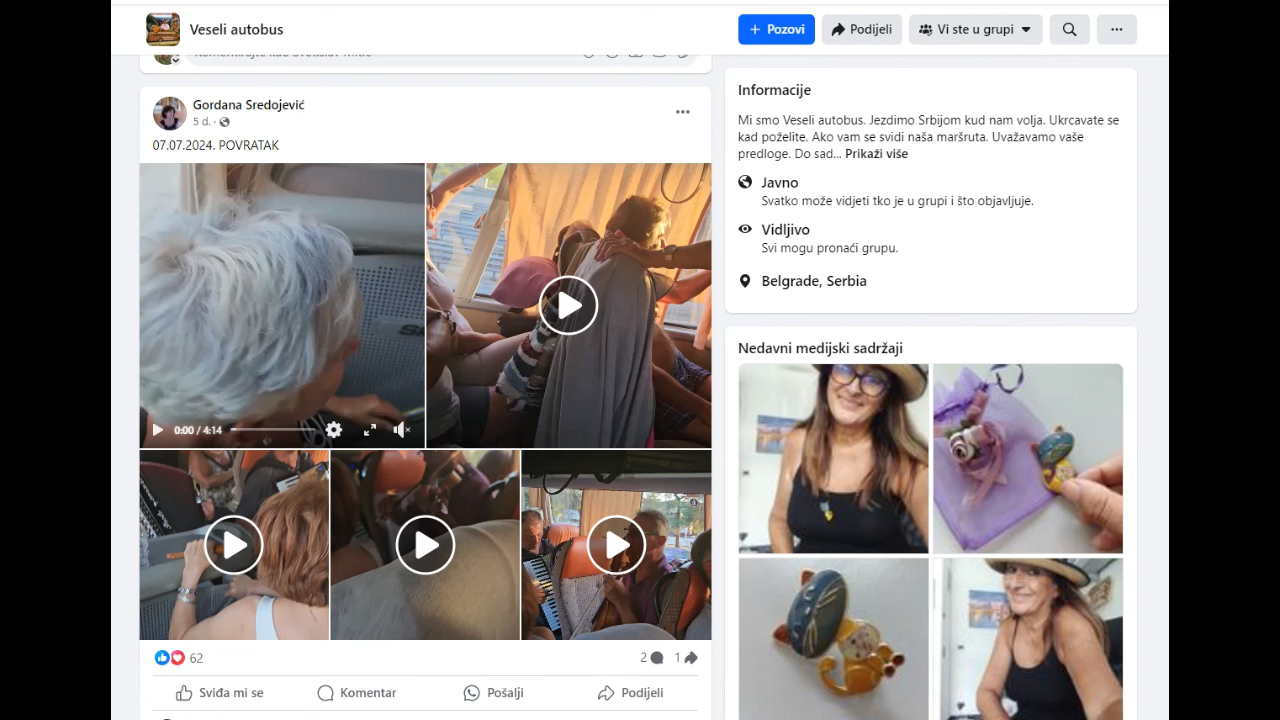 Veseli autobus
Pozovi
Podijeli
Vi ste u grupi
Gordana Sredojević
5 d. ·
07.07.2024. POVRATAK
0:00 / 4:14
62
2
1
Sviđa mi se
Komentar
Pošalji
Podijeli
Informacije
Mi smo Veseli autobus. Jezdimo Srbijom kud nam volja. Ukrcavate se
kad poželite. Ako vam se svidi naša maršruta. Uvažavamo vaše
predloge. Do sad... Prikaži više
Javno
Svatko može vidjeti tko je u grupi i što objavljuje.
Vidljivo
Svi mogu pronaći grupu.
Belgrade, Serbia
Nedavni medijski sadržaji